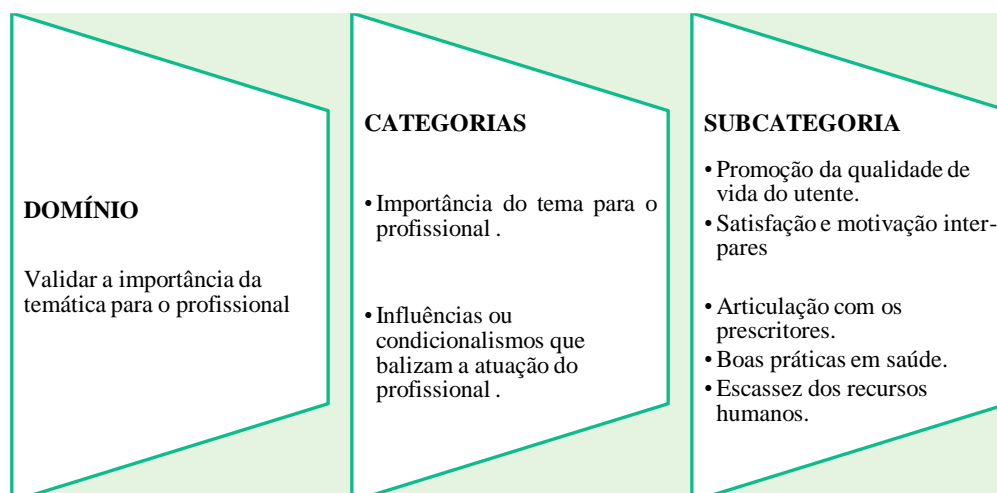 DOMÍNIO
Validar a importância da
temática para o profissional
CATEGORIAS
• Importância do tema para o
profissional .
• Influências ou
condicionalismos que
balizam a atuação do
profissional .
SUBCATEGORIA
• Promoção da qualidade de
vida do utente.
• Satisfação e motivação inter-
pares
• Articulação com os
prescritores.
• Boas práticas em saúde.
• Escassez dos recursos
humanos.